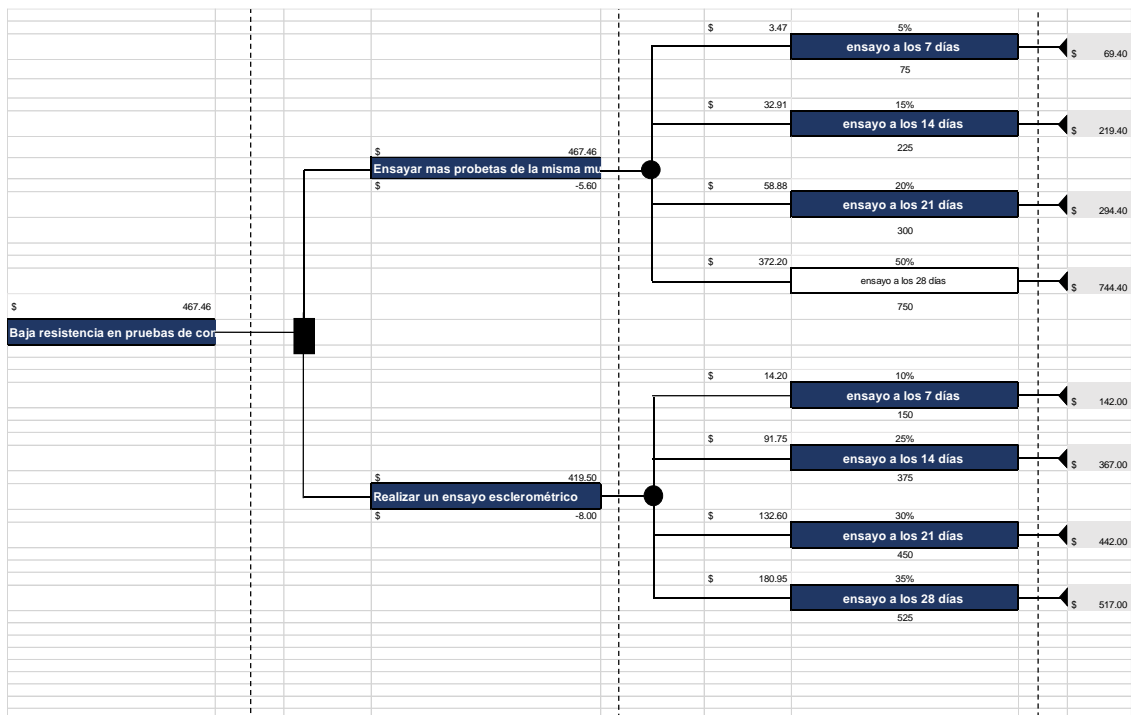 $ 3.47 5%
ensayo a los 7 días
$ 69.40
75
$ 32.91 15%
ensayo a los 14 días
$ 219.40
225
$ 467.46
Ensayar mas probetas de la misma mu
$ -5.60
$ 58.88 20%
ensayo a los 21 días
$ 294.40
300
$ 372.20 50%
ensayo a los 28 días
$ 744.40
750
$ 467.46
Baja resistencia en pruebas de con
$ 14.20 10%
ensayo a los 7 días
$ 142.00
150
$ 91.75 25%
ensayo a los 14 días
$ 367.00
375
$ 419.50
Realizar un ensayo esclerométrico
$ -8.00
$ 132.60 30%
ensayo a los 21 días
$ 442.00
450
$ 180.95 35%
ensayo a los 28 días
$ 517.00
525